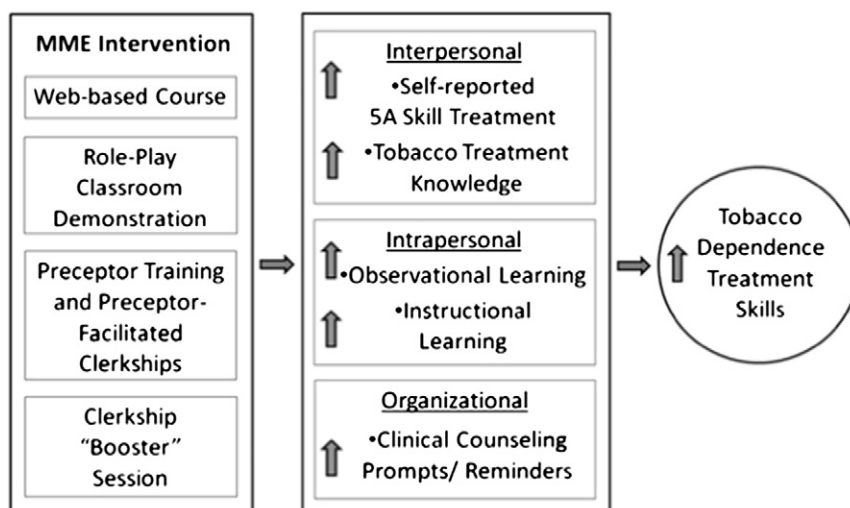 MME Intervention
Web-based Course
Role-Play
Classroom
Demonstration
Preceptor Training
and Preceptor-
Facilitated
Clerkships
Clerkship
“Booster”
Session
Interpersonal
•Self-reported
5A Skill Treatment
•Tobacco Treatment
Knowledge
Intrapersonal
•Observational Learning
•Instructional
Learning
Organizational
•Clinical Counseling
Prompts/ Reminders
Tobacco
Dependence
Treatment
Skills